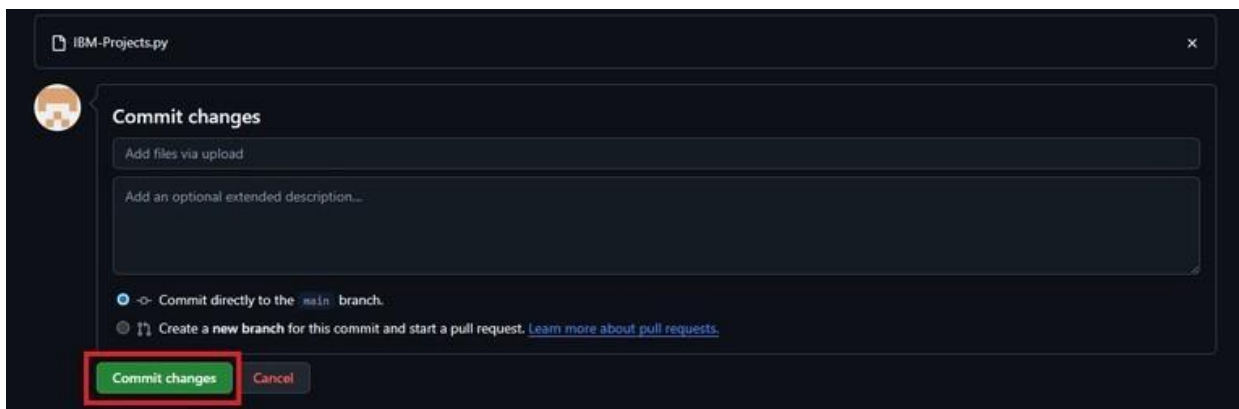 IBM-Projects.py
Commit changes
Add files via upload
Add an optional extended description...
Commit directly to the main branch.
Create a new branch for this commit and start a pull request. Learn more about pull requests.
Commit changes Cancel